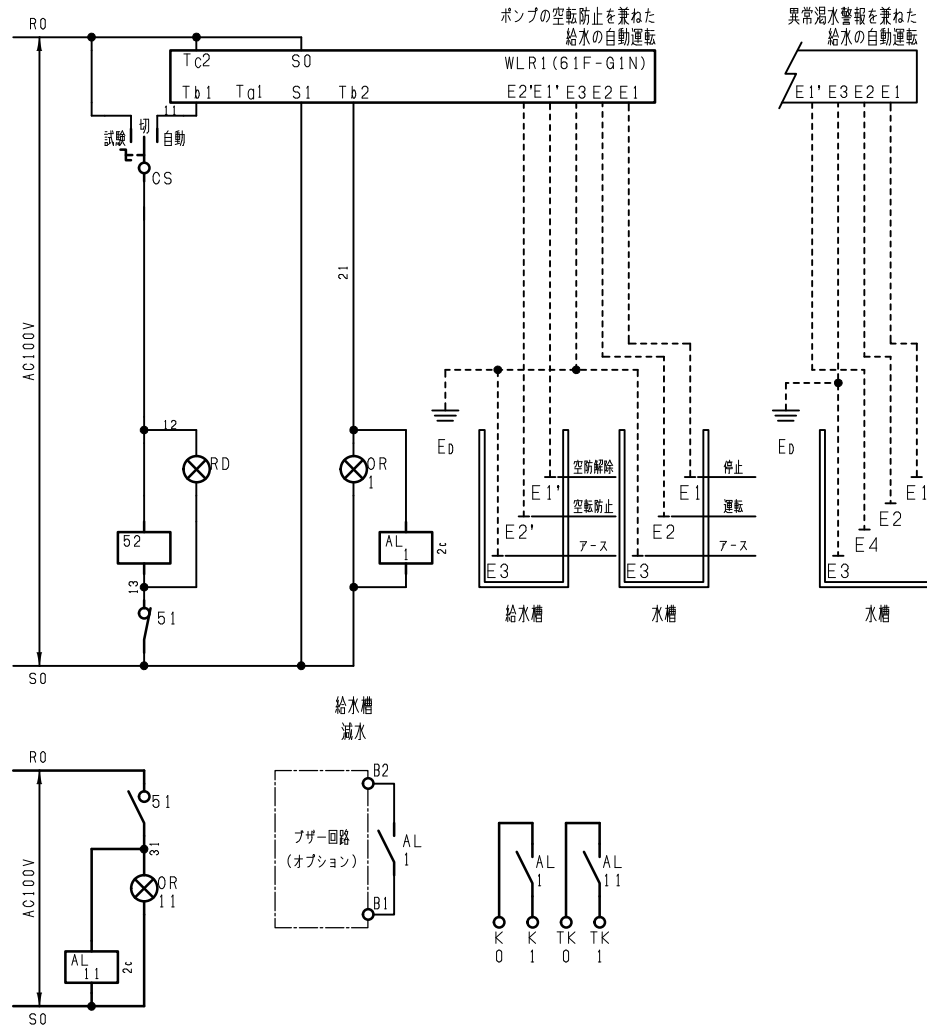 ポンプの空転防止を兼ねた
給水の自動運転
異常渇水警報を兼ねた
給水の自動運転
R0
Tc2 S0 WLR1(61F-G1N)
Tb1 Ta1 S1 Tb2 E2' E1' E3 E2 E1
E1' E3 E2 E1
11
試験 切 自動
CS
21
AC100V
ED
ED
12
RD
OR
1
52
AL
1
2c
13
51
S0
空防解除
E1'
空転防止
E2'
アース
E3
給水槽
停止
E1
運転
E2
アース
E3
水槽
E1
E2
E4
E3
水槽
給水槽
減水
R0
51
31
AC100V
OR
11
AL
11
2c
S0
B2
ブザー回路
(オプション)
AL
1
B1
AL
1
AL
11
K
0
K
1
TK
0
TK
1